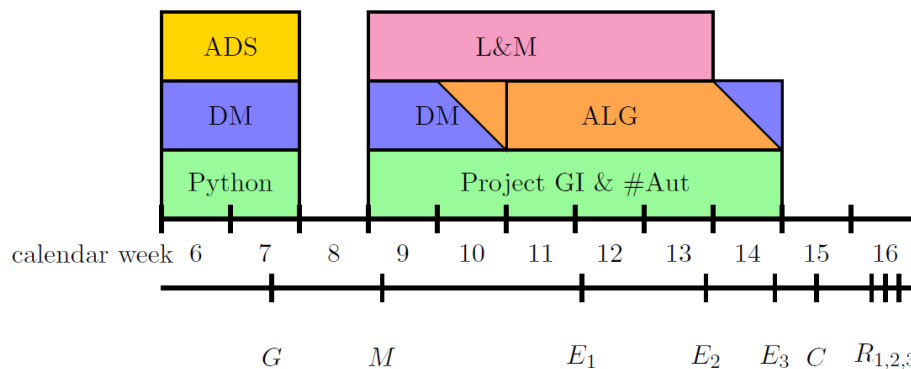 ADS L&M
DM DM ALG
Python Project GI & #Aut
calendar week 6 7 8 9 10 11 12 13 14 15 16
G M E1 E2 E3 C R1,2,3